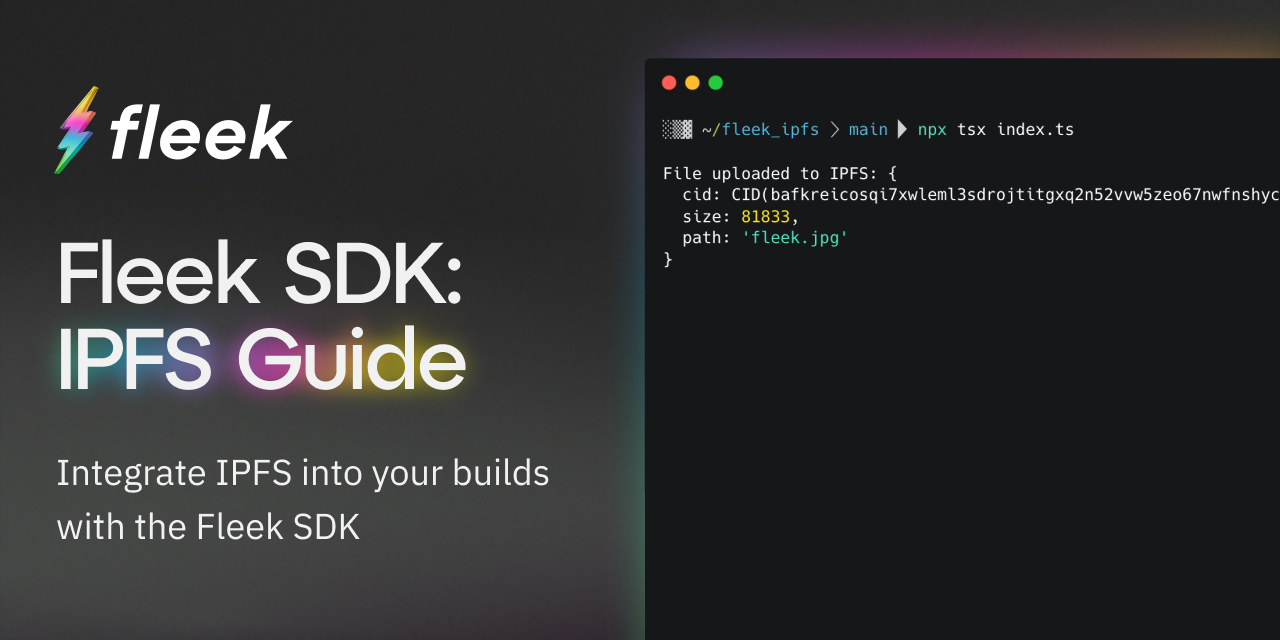 fleek
Fleek SDK:
IPFS Guide
Integrate IPFS into your builds
with the Fleek SDK
~/fleek_ipfs > main npx tsx index.ts
File uploaded to IPFS: {
cid: CID(bafkreicosqi7xwleml3sdrojtitgxq2n52vvw5zeo67nwfnshyc
size: 81833,
path: 'fleek.jpg'
}